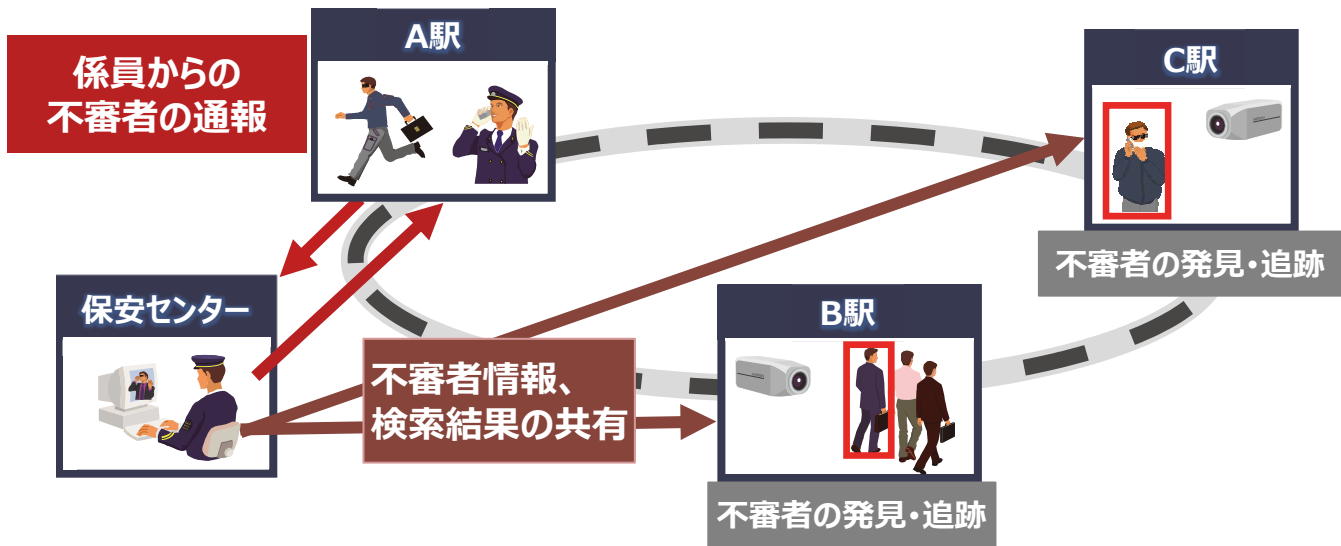 係員からの
不審者の通報
A駅
C駅
不審者の発見・追跡
保安センター
不審者情報、
検索結果の共有
B駅
不審者の発見・追跡